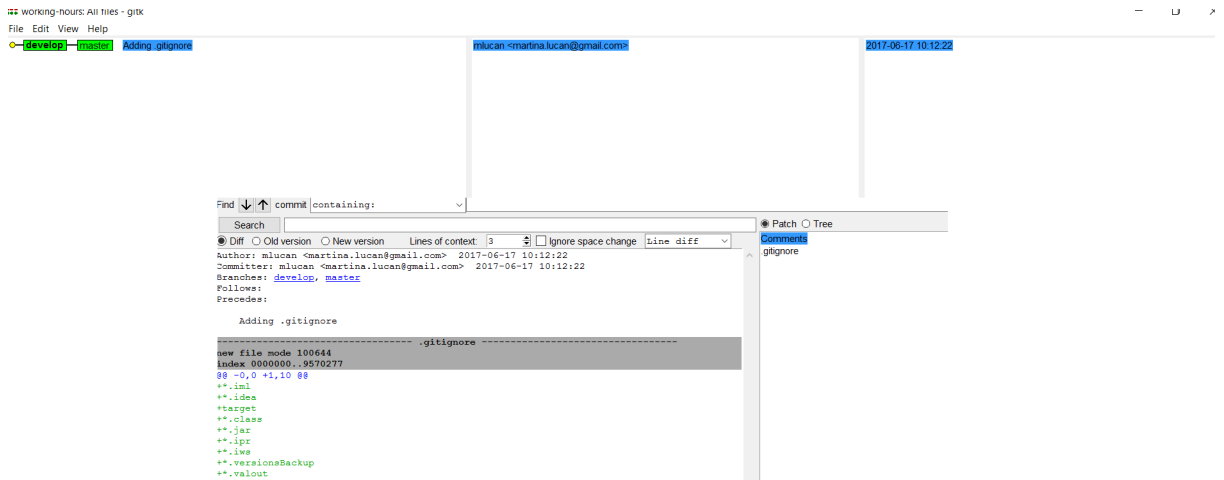 working-hours: All files - gitk
File Edit View Help
develop master Adding .gitignore mlucan <martina.lucan@gmail.com> 2017-06-17 10:12:22
Find commit containing:
Search Patch Tree
Diff Old version New version Lines of context: 3 Ignore space change Line diff Comments
Author: mlucan <martina.lucan@gmail.com> 2017-06-17 10:12:22 .gitignore
Committer: mlucan <martina.lucan@gmail.com> 2017-06-17 10:12:22
Branches: develop, master
Follows:
Precedes:
Adding .gitignore
---------------------------------- .gitignore ----------------------------------
new file mode 100644
index 0000000..9570277
@@ -0,0 +1,10 @@
+*.iml
+*.idea
+target
+*.class
+*.jar
+*.ipr
+*.iws
+*.versionsBackup
+*.valout